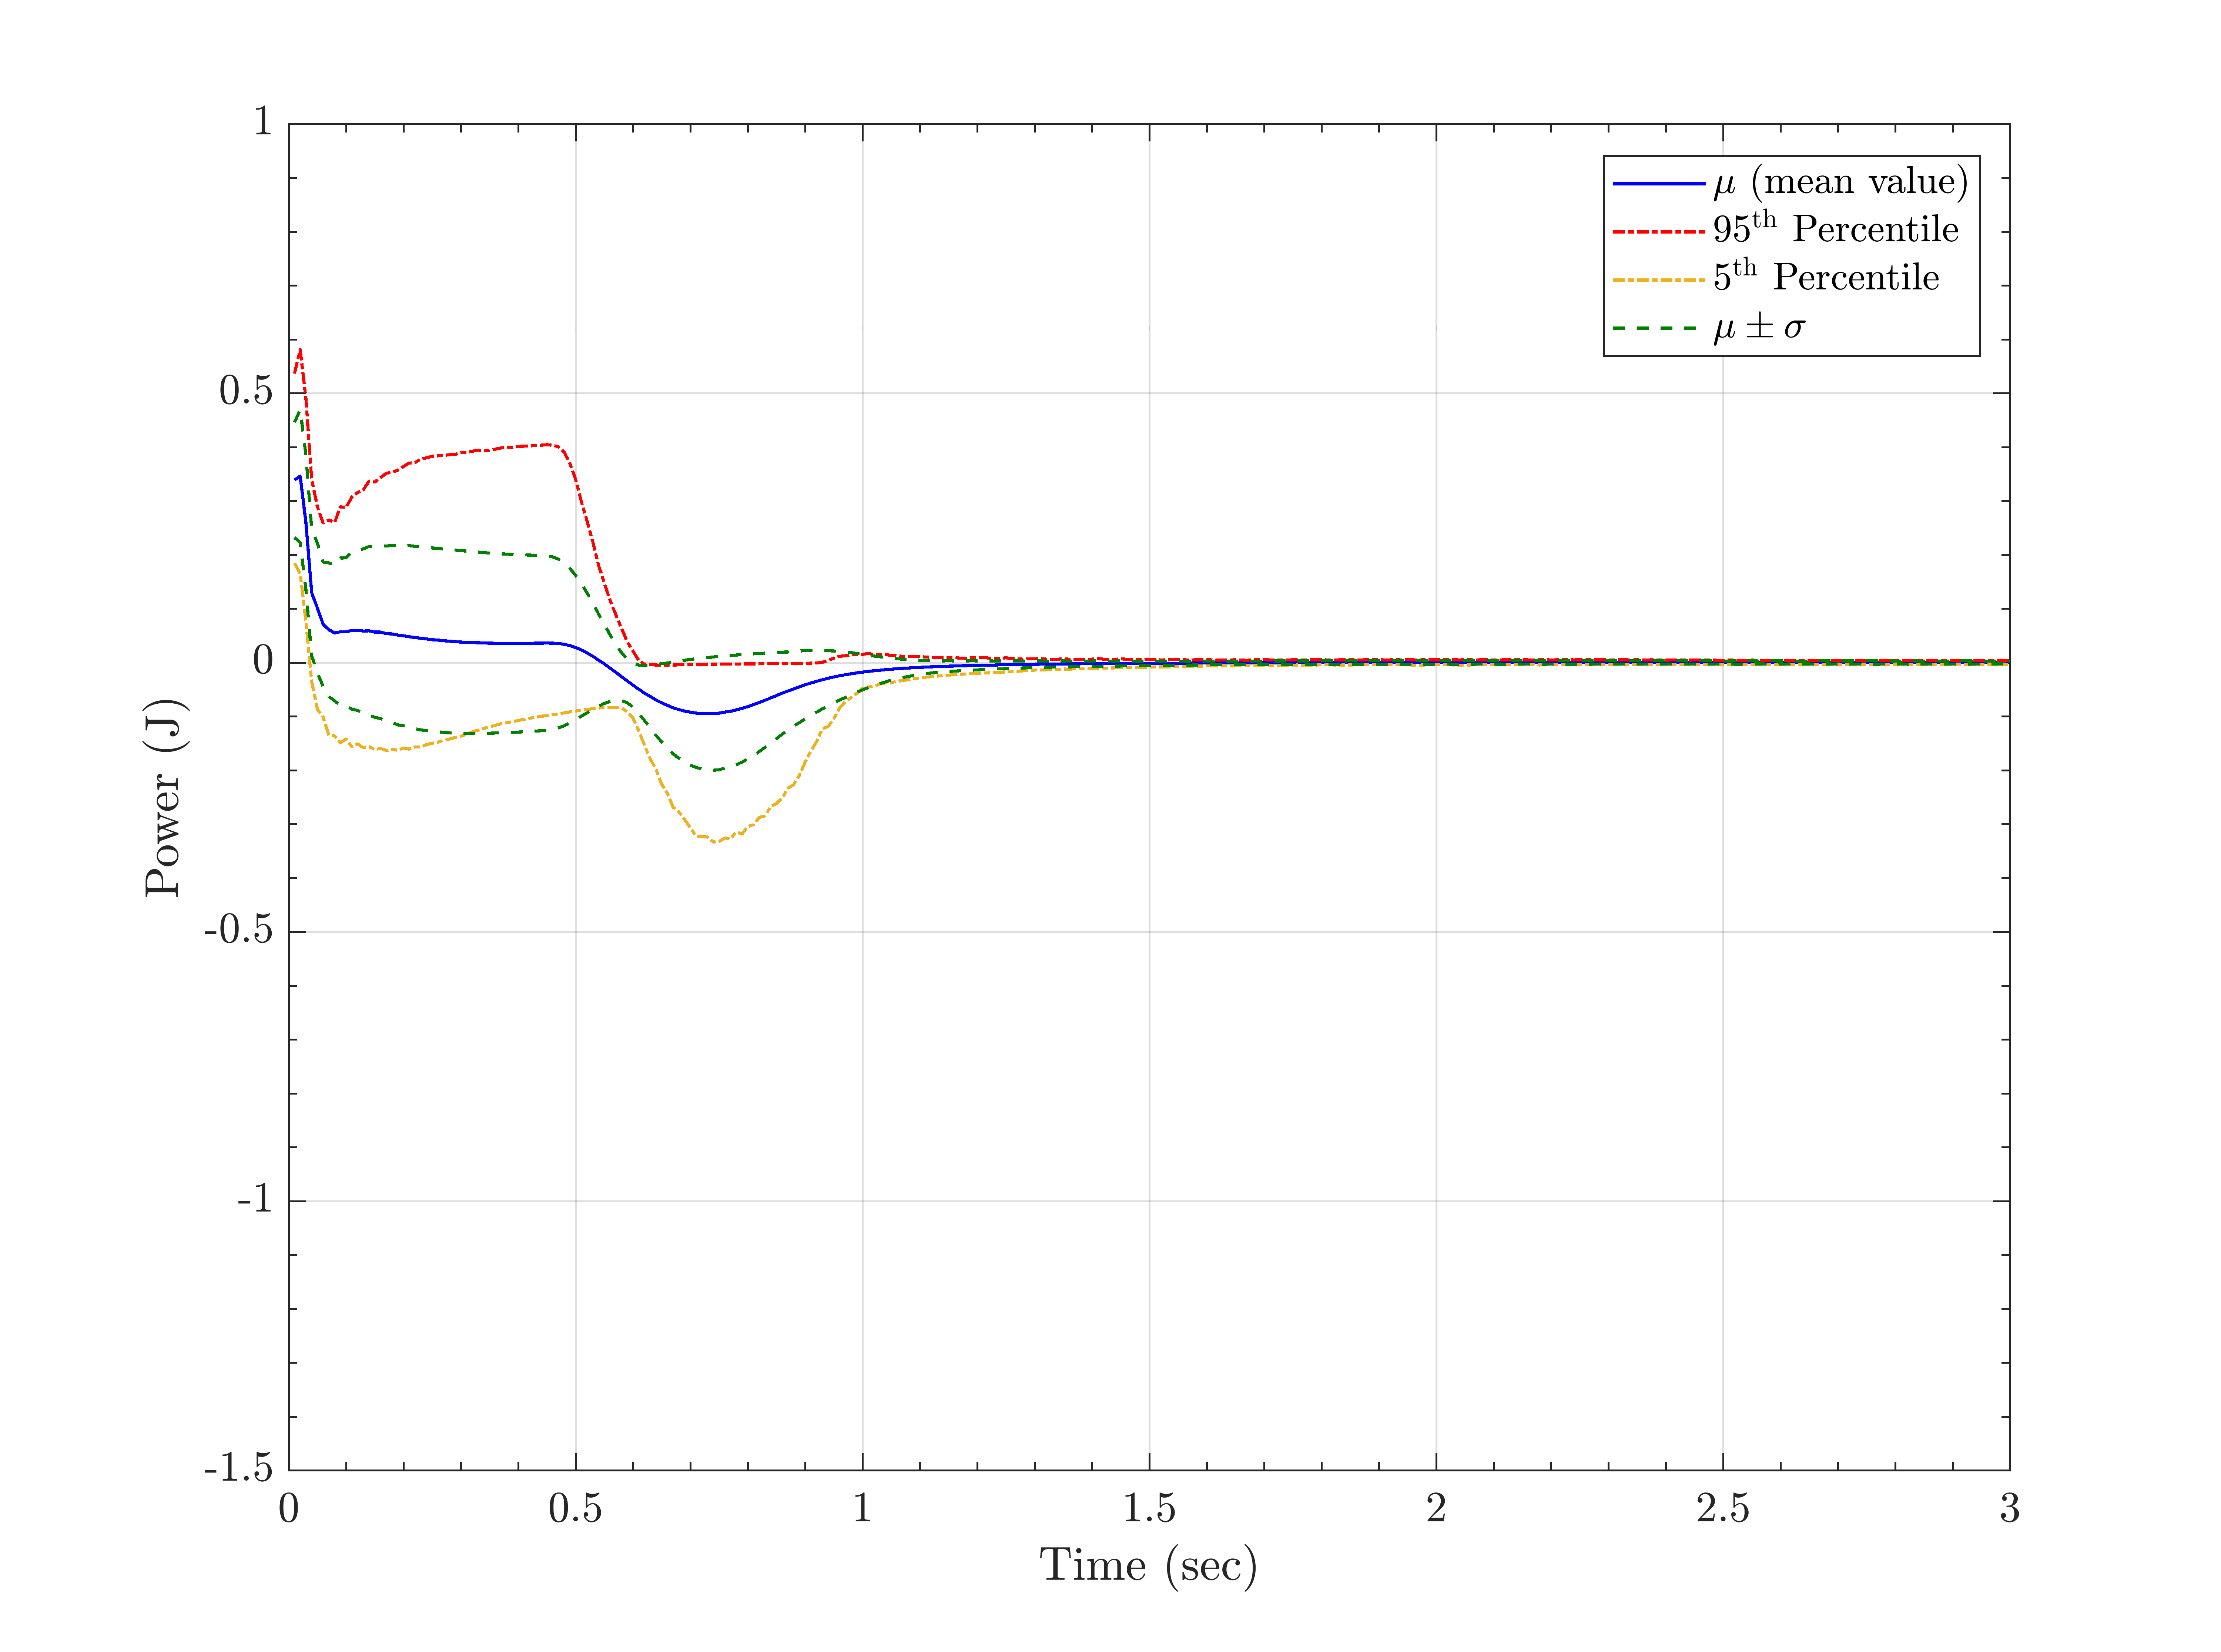 1
0.5
0
-0.5
-1
-1.5
Power (J)
μ (mean value)
95th Percentile
5th Percentile
μ ± σ
0 0.5 1 1.5 2 2.5 3
Time (sec)